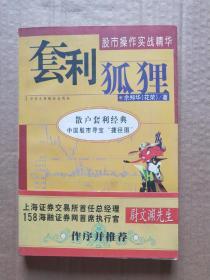 股市操作实战精华
套利
狐狸
余邦华(花荣)/著
散户套利经典
中国股市寻宝“捷径图”
上海证券交易所首任总经理
158海融证券网首席执行官
尉文渊先生
作序并推荐